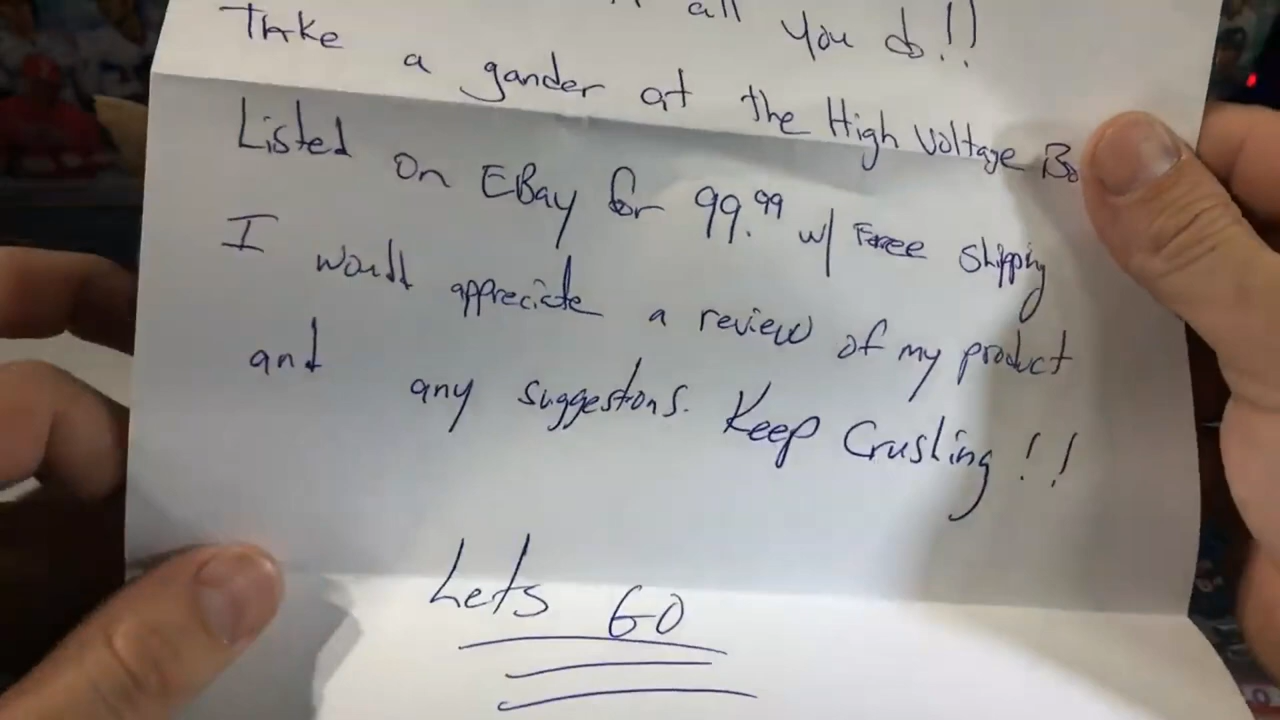 all you do!!
Take a gander at the High Voltage Bo
Listed on EBay for 99.99 w/ Free Shipping
I would appreciate a review of my product
and any suggestions. Keep Crushing!!
Lets GO